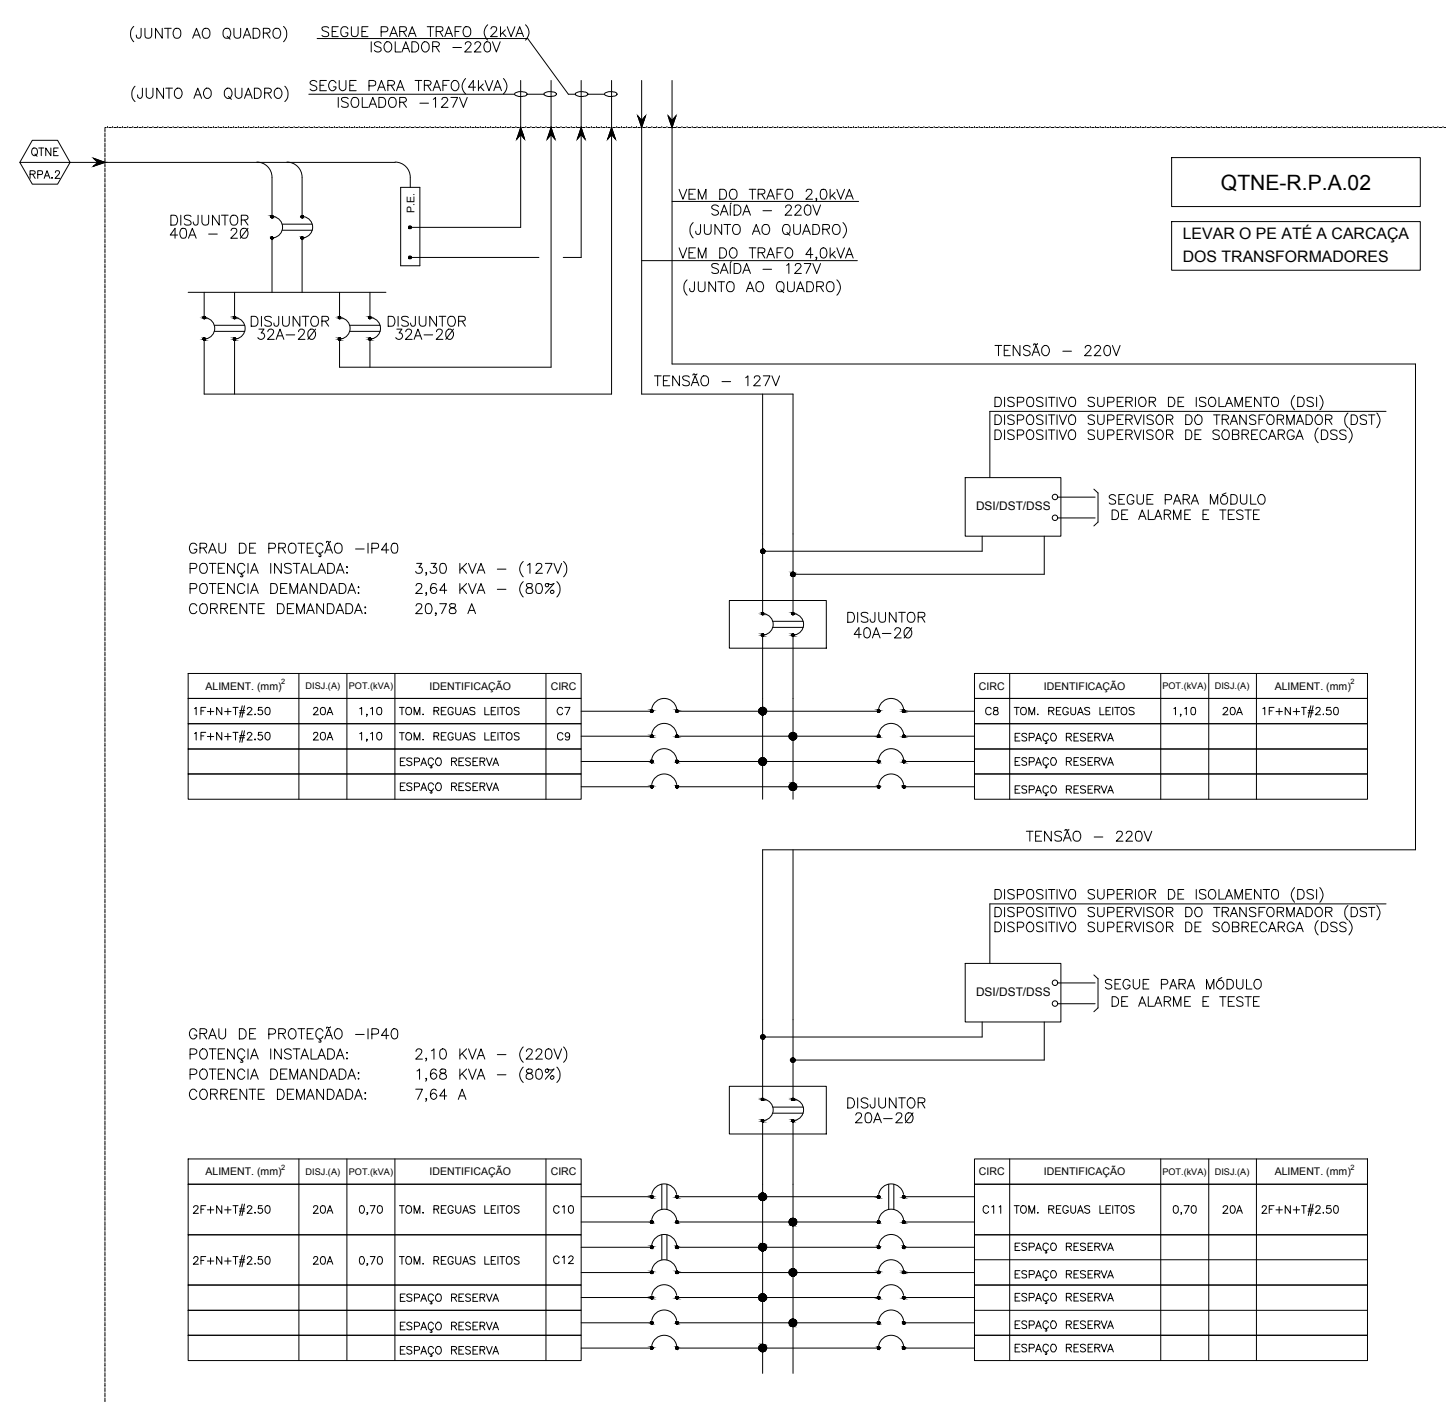 (JUNTO AO QUADRO) SEGUE PARA TRAFO (2kVA)
ISOLADOR -220V
(JUNTO AO QUADRO) SEGUE PARA TRAFO(4kVA)
ISOLADOR -127V
QTNE
RPA.2
QTNE-R.P.A.02
LEVAR O PE ATÉ A CARCAÇA
DOS TRANSFORMADORES
P.E.
DISJUNTOR
40A - 2Ø
VEM DO TRAFO 2,0kVA
SAÍDA - 220V
(JUNTO AO QUADRO)
VEM DO TRAFO 4,0kVA
SAÍDA - 127V
(JUNTO AO QUADRO)
DISJUNTOR
32A-2Ø
DISJUNTOR
32A-2Ø
TENSÃO - 220V
TENSÃO - 127V
DISPOSITIVO SUPERIOR DE ISOLAMENTO (DSI)
DISPOSITIVO SUPERVISOR DO TRANSFORMADOR (DST)
DISPOSITIVO SUPERVISOR DE SOBRECARGA (DSS)
DSI/DST/DSS
SEGUE PARA MÓDULO
DE ALARME E TESTE
GRAU DE PROTEÇÃO -IP40
POTENÇIA INSTALADA: 3,30 KVA - (127V)
POTENCIA DEMANDADA: 2,64 KVA - (80%)
CORRENTE DEMANDADA: 20,78 A
DISJUNTOR
40A-2Ø
ALIMENT. (mm)² DISJ.(A) POT.(kVA) IDENTIFICAÇÃO CIRC
1F+N+T#2.50 20A 1,10 TOM. REGUAS LEITOS C7
1F+N+T#2.50 20A 1,10 TOM. REGUAS LEITOS C9
ESPAÇO RESERVA
ESPAÇO RESERVA
CIRC IDENTIFICAÇÃO POT.(kVA) DISJ.(A) ALIMENT. (mm)²
C8 TOM. REGUAS LEITOS 1,10 20A 1F+N+T#2.50
ESPAÇO RESERVA
ESPAÇO RESERVA
ESPAÇO RESERVA
TENSÃO - 220V
DISPOSITIVO SUPERIOR DE ISOLAMENTO (DSI)
DISPOSITIVO SUPERVISOR DO TRANSFORMADOR (DST)
DISPOSITIVO SUPERVISOR DE SOBRECARGA (DSS)
DSI/DST/DSS
SEGUE PARA MÓDULO
DE ALARME E TESTE
GRAU DE PROTEÇÃO -IP40
POTENÇIA INSTALADA: 2,10 KVA - (220V)
POTENCIA DEMANDADA: 1,68 KVA - (80%)
CORRENTE DEMANDADA: 7,64 A
DISJUNTOR
20A-2Ø
ALIMENT. (mm)² DISJ.(A) POT.(kVA) IDENTIFICAÇÃO CIRC
2F+N+T#2.50 20A 0,70 TOM. REGUAS LEITOS C10
2F+N+T#2.50 20A 0,70 TOM. REGUAS LEITOS C12
ESPAÇO RESERVA
ESPAÇO RESERVA
ESPAÇO RESERVA
CIRC IDENTIFICAÇÃO POT.(kVA) DISJ.(A) ALIMENT. (mm)²
C11 TOM. REGUAS LEITOS 0,70 20A 2F+N+T#2.50
ESPAÇO RESERVA
ESPAÇO RESERVA
ESPAÇO RESERVA
ESPAÇO RESERVA
ESPAÇO RESERVA